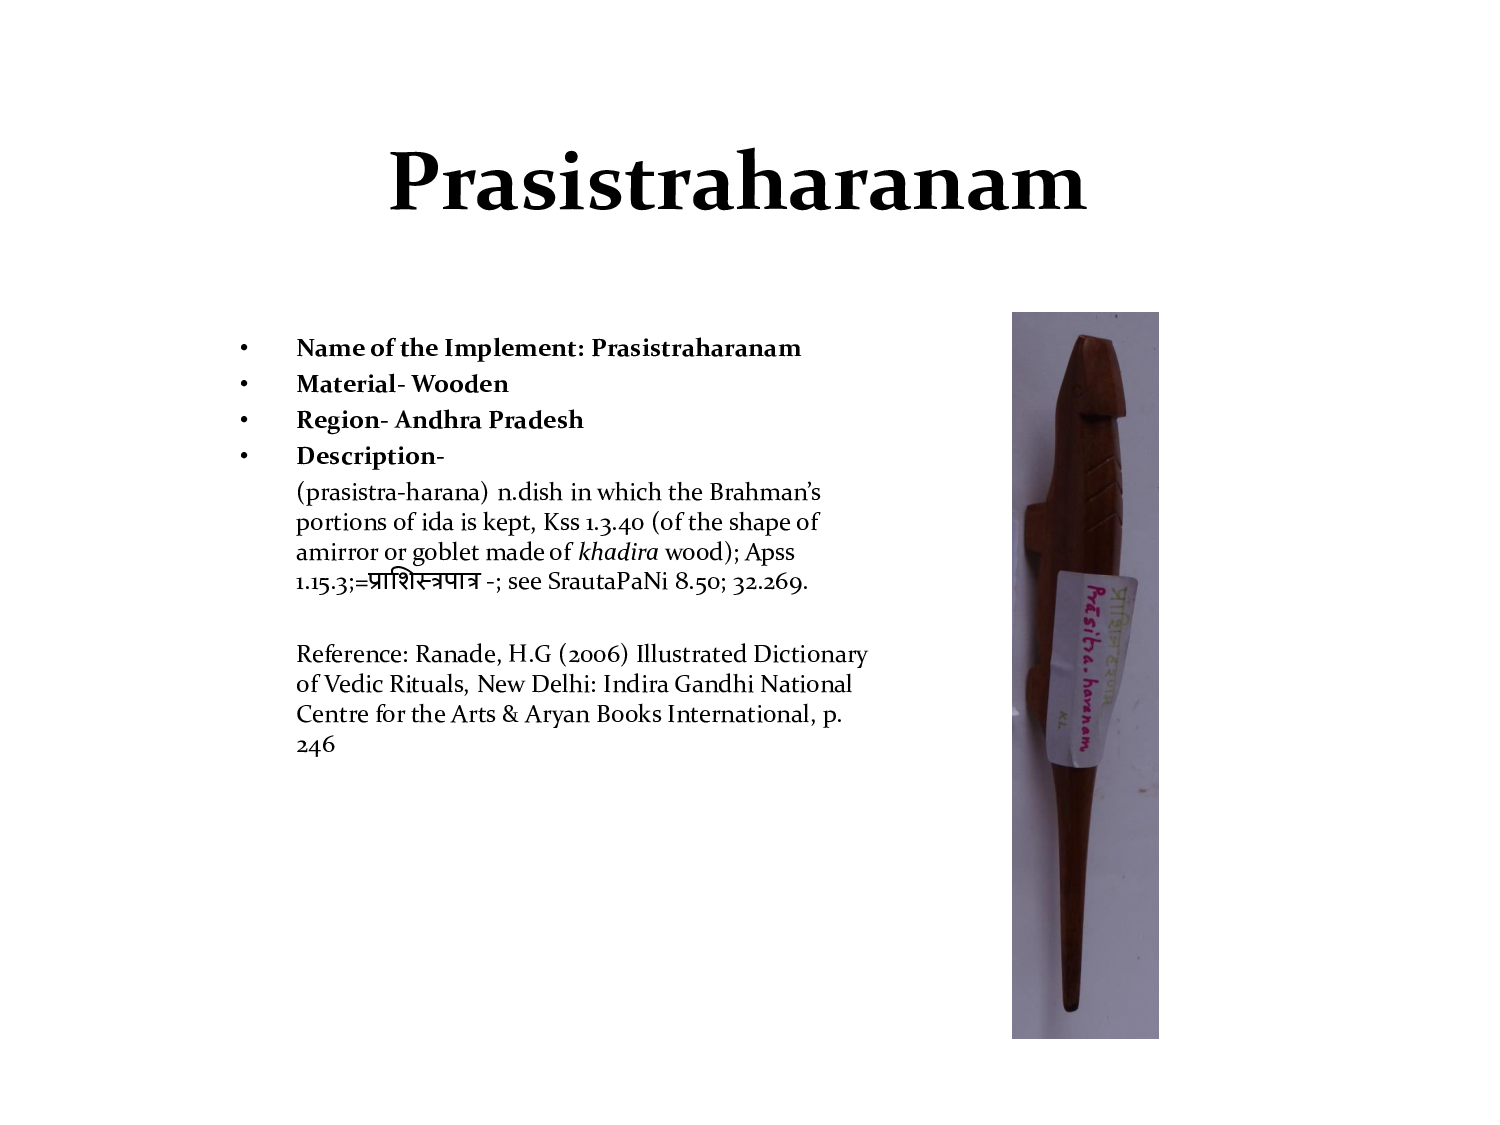 Prasistraharanam
• Name of the Implement: Prasistraharanam
• Material- Wooden
• Region- Andhra Pradesh
• Description-
(prasistra-harana) n.dish in which the Brahman’s
portions of ida is kept, Kss 1.3.40 (of the shape of
amirror or goblet made of khadira wood); Apss
1.15.3;=प्राशिस्त्रपात्र -; see SrautaPaNi 8.50; 32.269.
Reference: Ranade, H.G (2006) Illustrated Dictionary
of Vedic Rituals, New Delhi: Indira Gandhi National
Centre for the Arts & Aryan Books International, p.
246
Prāsitra. haranam
KL